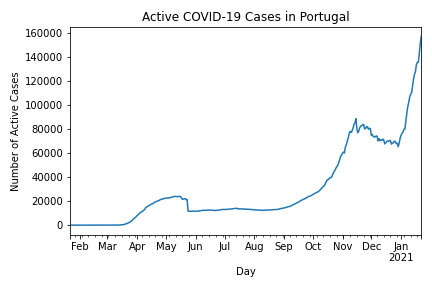 Active COVID-19 Cases in Portugal
160000
140000
120000
100000
80000
60000
40000
20000
0
Number of Active Cases
Feb Mar Apr May Jun Jul Aug Sep Oct Nov Dec Jan
2021
Day